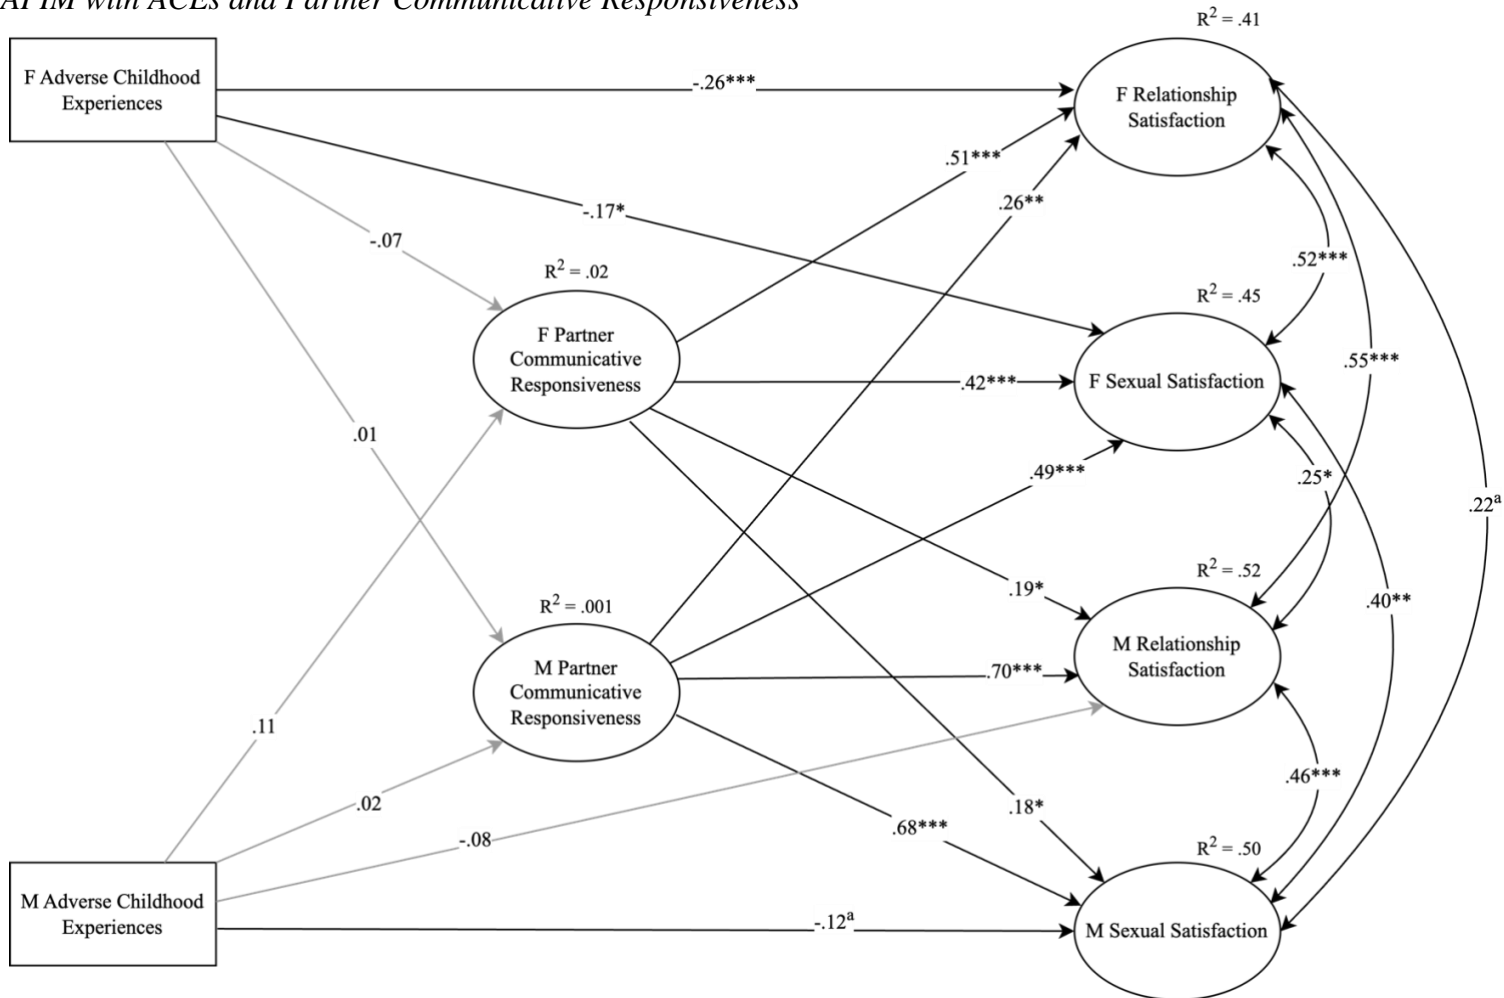 APIM with ACEs and Partner Communicative Responsiveness
R² = .41
F Adverse Childhood
Experiences
-.26***
F Relationship
Satisfaction
.51***
.26**
-.17*
-.07
.52***
R² = .02
R² = .45
F Partner
Communicative
Responsiveness
.55***
.42***
F Sexual Satisfaction
.01
.49***
.25*
.22ᵃ
R² = .52
.19*
.40**
R² = .001
M Partner
Communicative
Responsiveness
M Relationship
Satisfaction
.70***
.11
.46***
.02
.18*
.68***
-.08
R² = .50
M Adverse Childhood
Experiences
-.12ᵃ
M Sexual Satisfaction